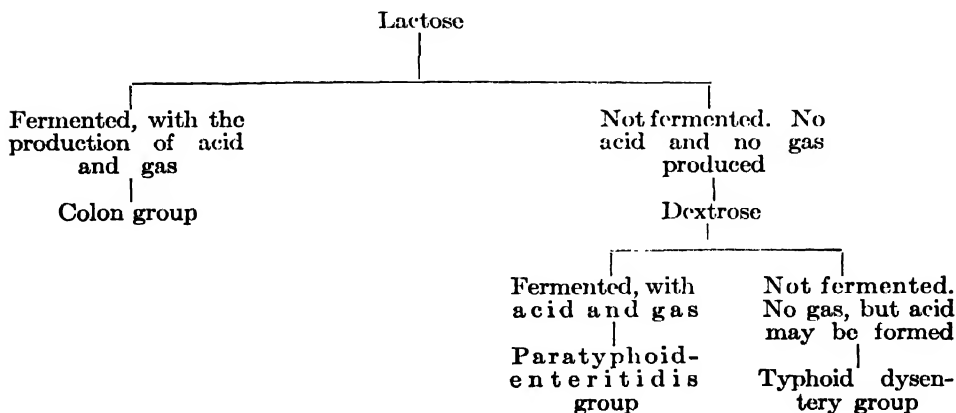 Lactose
Fermented, with the
production of acid
and gas
Colon group
Not fermented. No
acid and no gas
produced
Dextrose
Fermented, with
acid and gas
Paratyphoid-
enteritidis
group
Not fermented.
No gas, but acid
may be formed
Typhoid dysen-
tery group